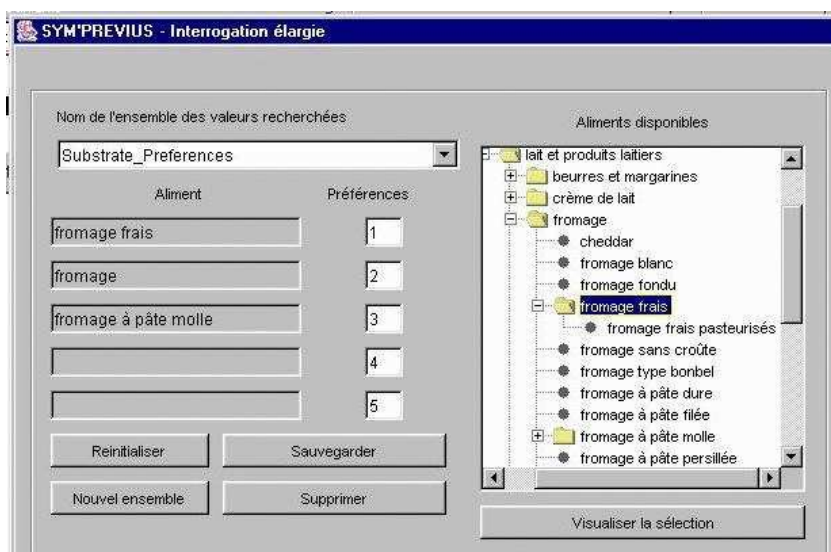 SYM'PREVIUS - Interrogation élargie
Nom de l'ensemble des valeurs recherchées
Substrate_Preferences
Aliment
Préférences
fromage frais
1
fromage
2
fromage à pâte molle
3
4
5
Reinitialiser
Sauvegarder
Nouvel ensemble
Supprimer
Aliments disponibles
lait et produits laitiers
beurres et margarines
crème de lait
fromage
cheddar
fromage blanc
fromage fondu
fromage frais
fromage frais pasteurisés
fromage sans croûte
fromage type bonbel
fromage à pâte dure
fromage à pâte filée
fromage à pâte molle
fromage à pâte persillée
Visualiser la sélection